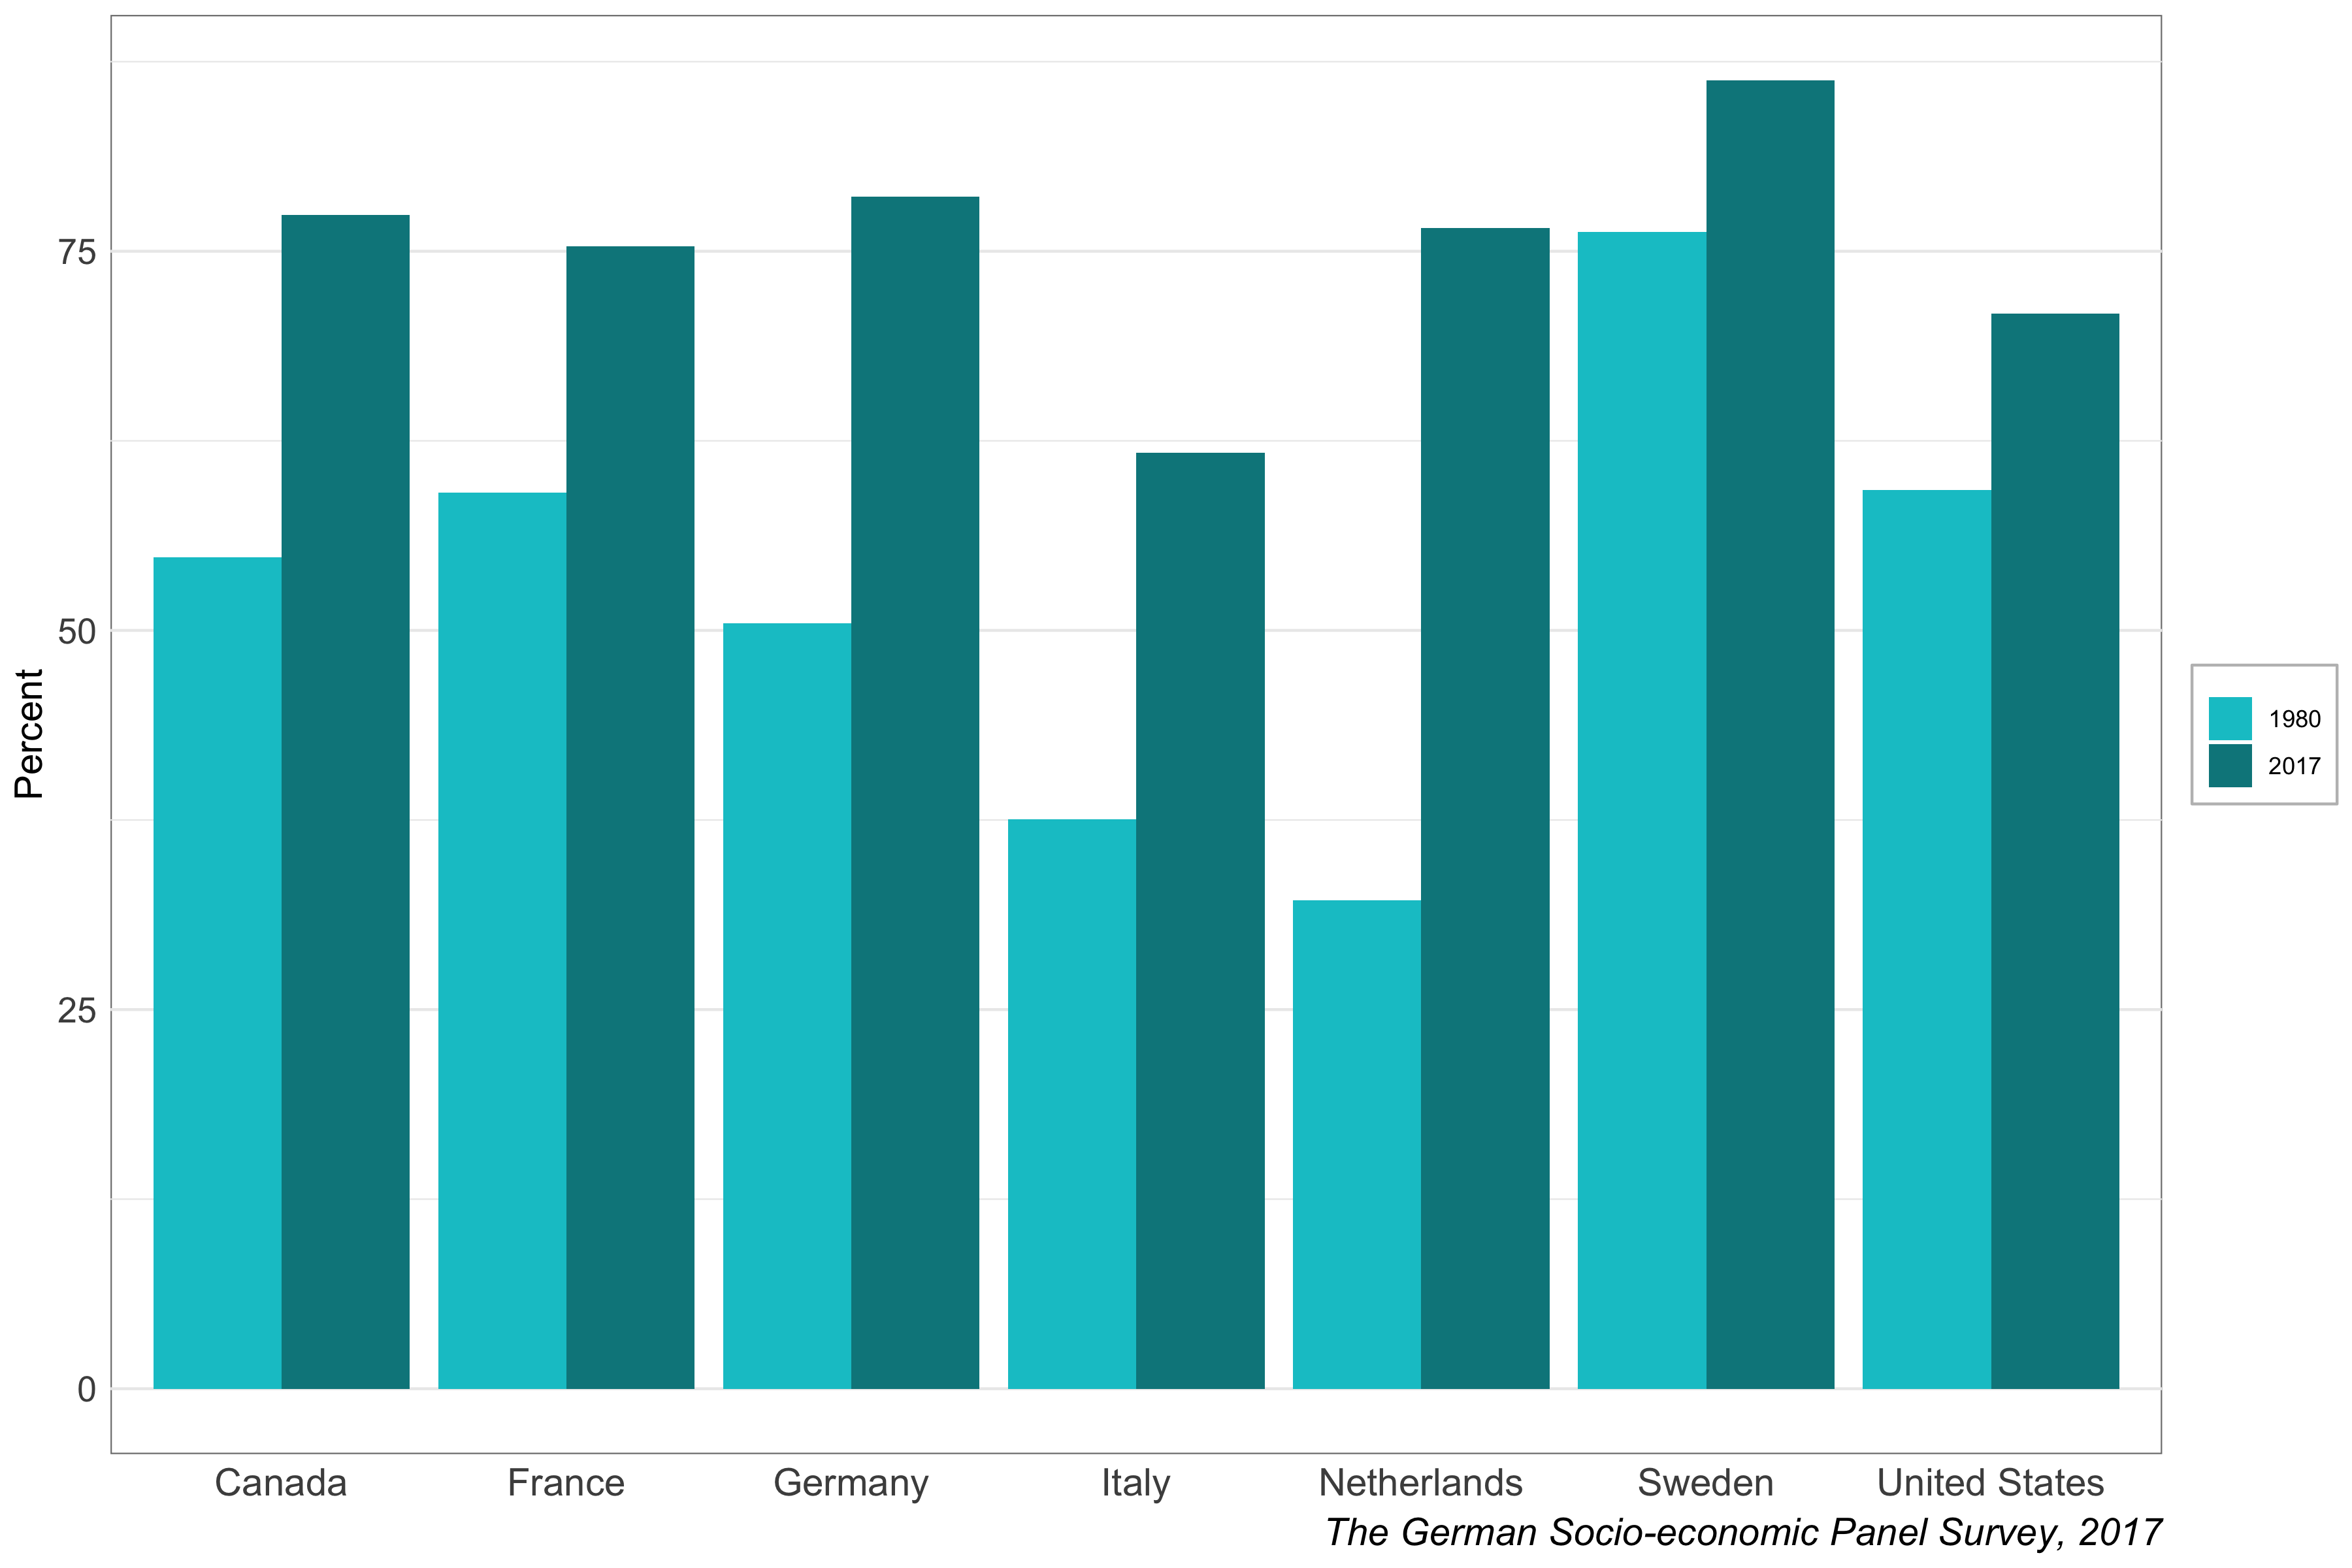 Percent
75
50
25
0
Canada France Germany Italy Netherlands Sweden United States
1980
2017
The German Socio-economic Panel Survey, 2017